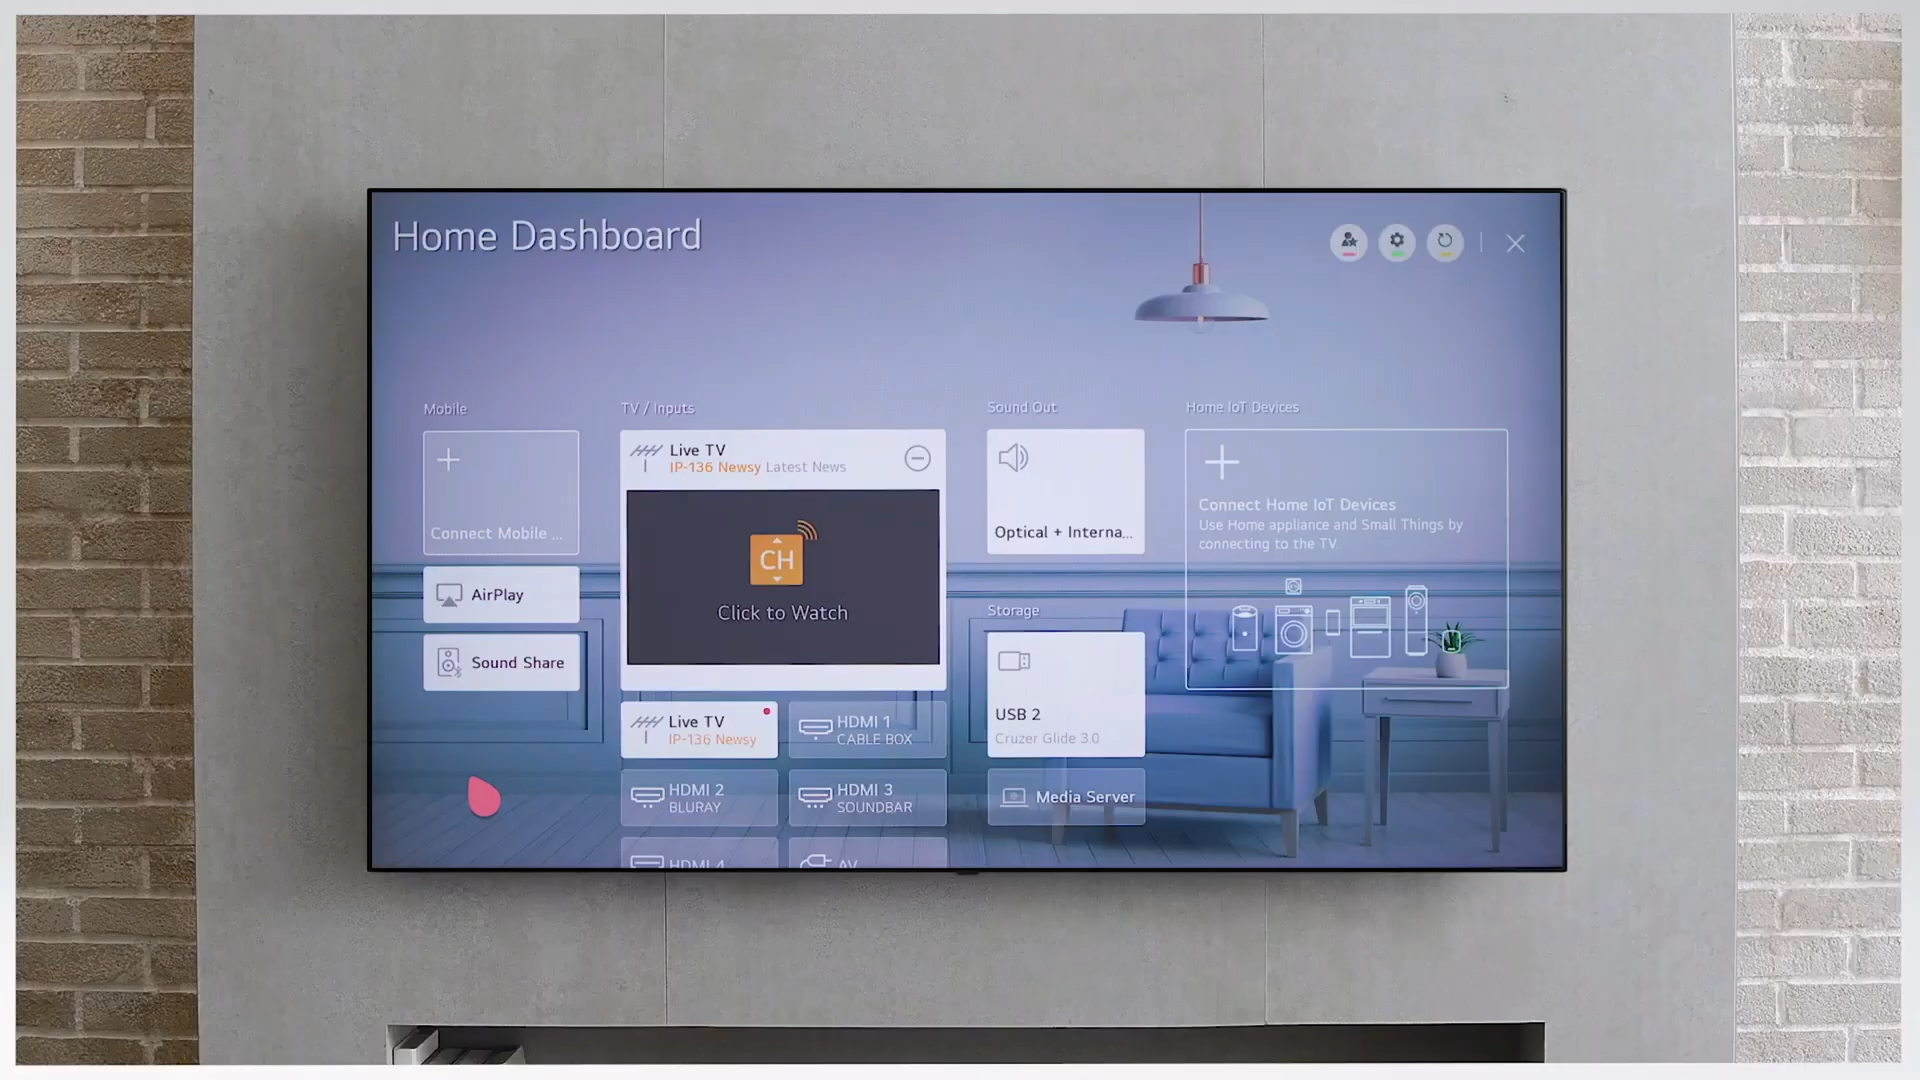 Home Dashboard
Mobile
Connect Mobile ...
AirPlay
Sound Share
TV / Inputs
Live TV
IP-136 Newsy Latest News
CH
Click to Watch
Live TV
IP-136 Newsy
HDMI 1
CABLE BOX
HDMI 2
BLURAY
HDMI 3
SOUNDBAR
HDMI 4
AV
Sound Out
Optical + Interna...
Storage
USB 2
Cruzer Glide 3.0
Media Server
Home IoT Devices
Connect Home IoT Devices
Use Home appliance and Small Things by
connecting to the TV.